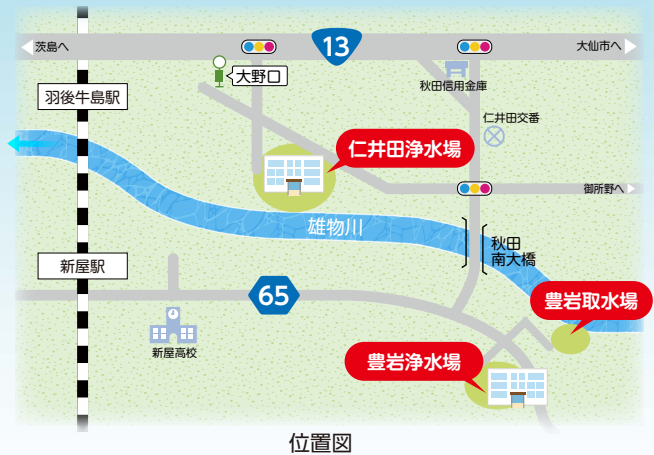 茨島へ
13
大仙市へ
大野口
秋田信用金庫
羽後牛島駅
仁井田交番
仁井田浄水場
御所野へ
雄物川
秋田
南大橋
新屋駅
65
豊岩取水場
新屋高校
豊岩浄水場
位置図